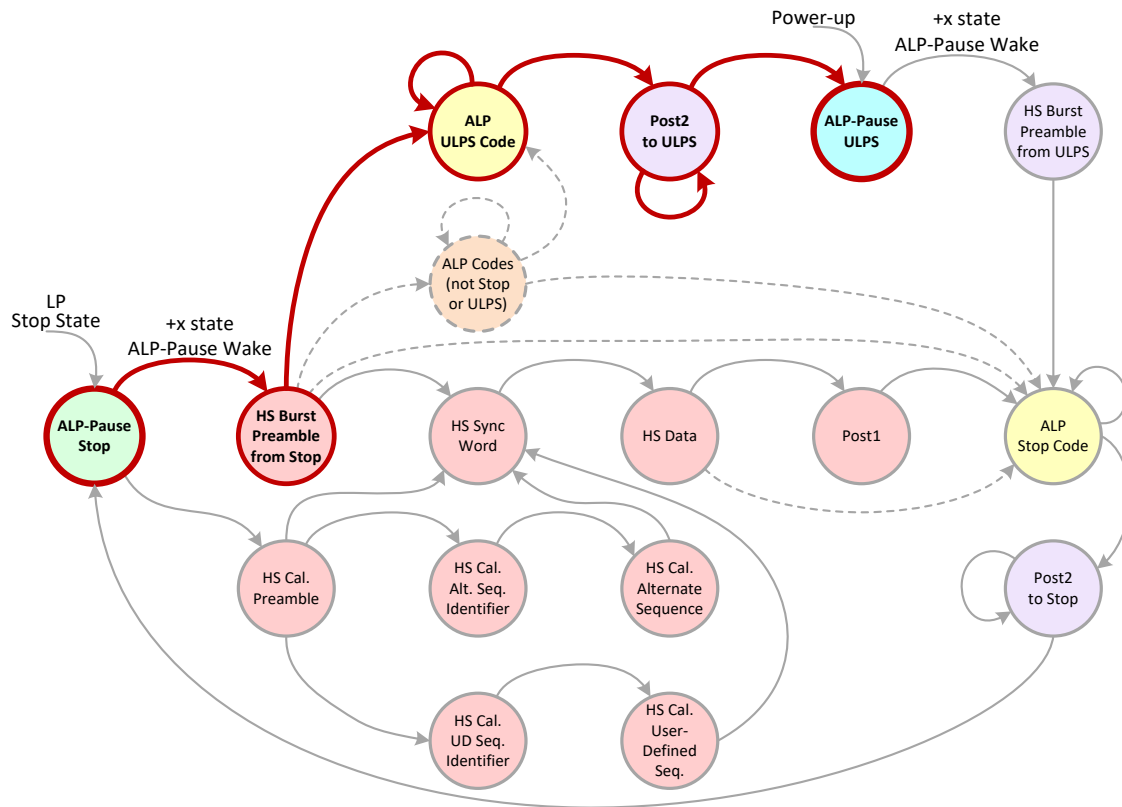 Power-up
+x state
ALP-Pause Wake
ALP
ULPS Code
Post2
to ULPS
ALP-Pause
ULPS
HS Burst
Preamble
from ULPS
ALP Codes
(not Stop
or ULPS)
LP
Stop State
+x state
ALP-Pause Wake
ALP-Pause
Stop
HS Burst
Preamble
from Stop
HS Sync
Word
HS Data
Post1
ALP
Stop Code
HS Cal.
Preamble
HS Cal.
Alt. Seq.
Identifier
HS Cal.
Alternate
Sequence
Post2
to Stop
HS Cal.
UD Seq.
Identifier
HS Cal.
User-
Defined
Seq.